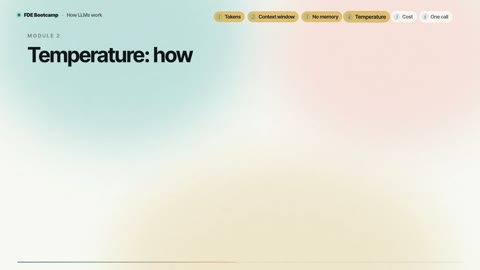 FDE Bootcamp · How LLMs work
Tokens Context window No memory Temperature Cost One call
MODULE 2
Temperature: how